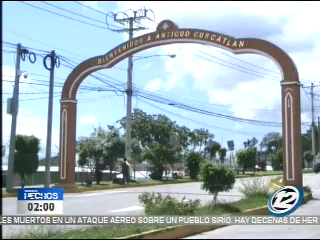 BIENVENIDOS A ANTIGUO CUSCATLAN
HECHOS
02:00
12
LES MUERTOS EN UN ATAQUE AÉREO SOBRE UN PUEBLO SIRIO. HAY DECENAS DE HER